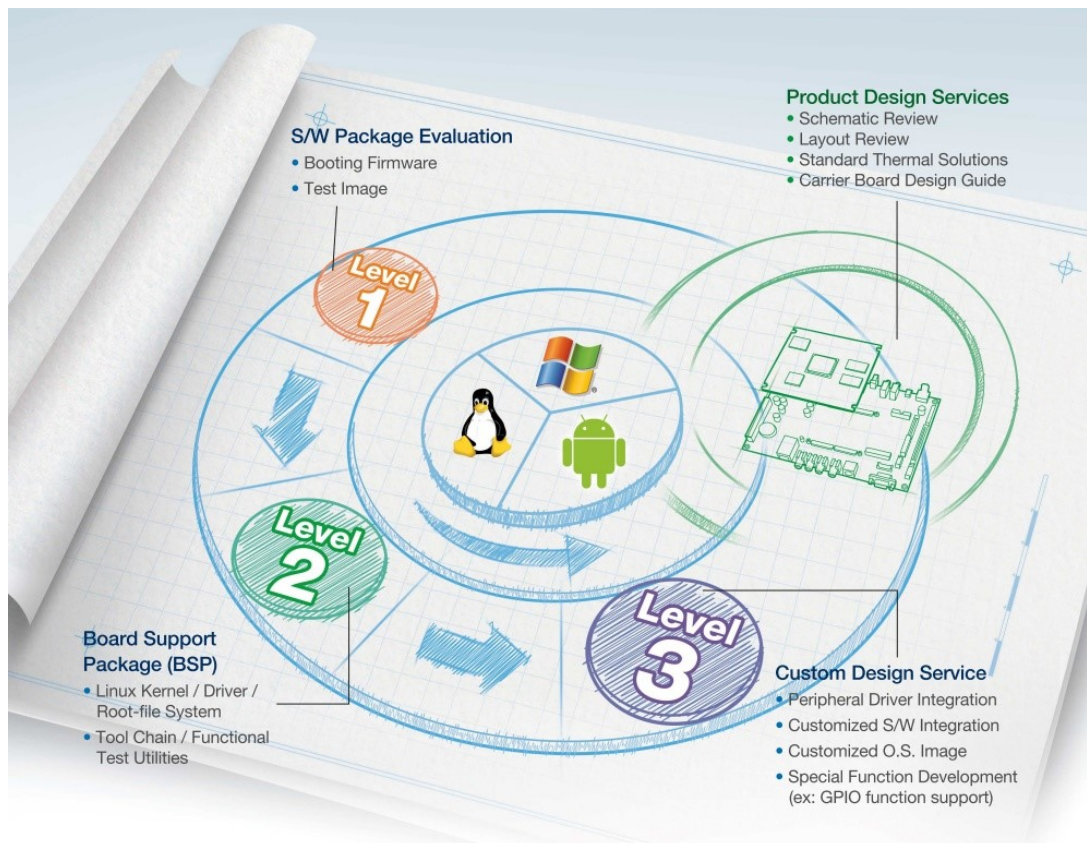 S/W Package Evaluation
• Booting Firmware
• Test Image
Product Design Services
• Schematic Review
• Layout Review
• Standard Thermal Solutions
• Carrier Board Design Guide
Level
1
Level
2
Level
3
Board Support
Package (BSP)
• Linux Kernel / Driver /
Root-file System
• Tool Chain / Functional
Test Utilities
Custom Design Service
• Peripheral Driver Integration
• Customized S/W Integration
• Customized O.S. Image
• Special Function Development
(ex: GPIO function support)